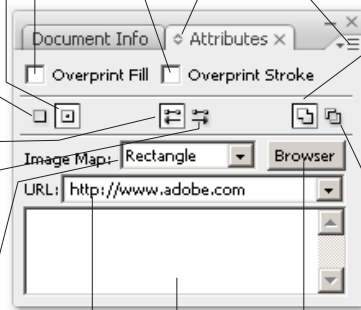 Document Info Attributes
Overprint Fill Overprint Stroke
Image Map: Rectangle Browser
URL: http://www.adobe.com